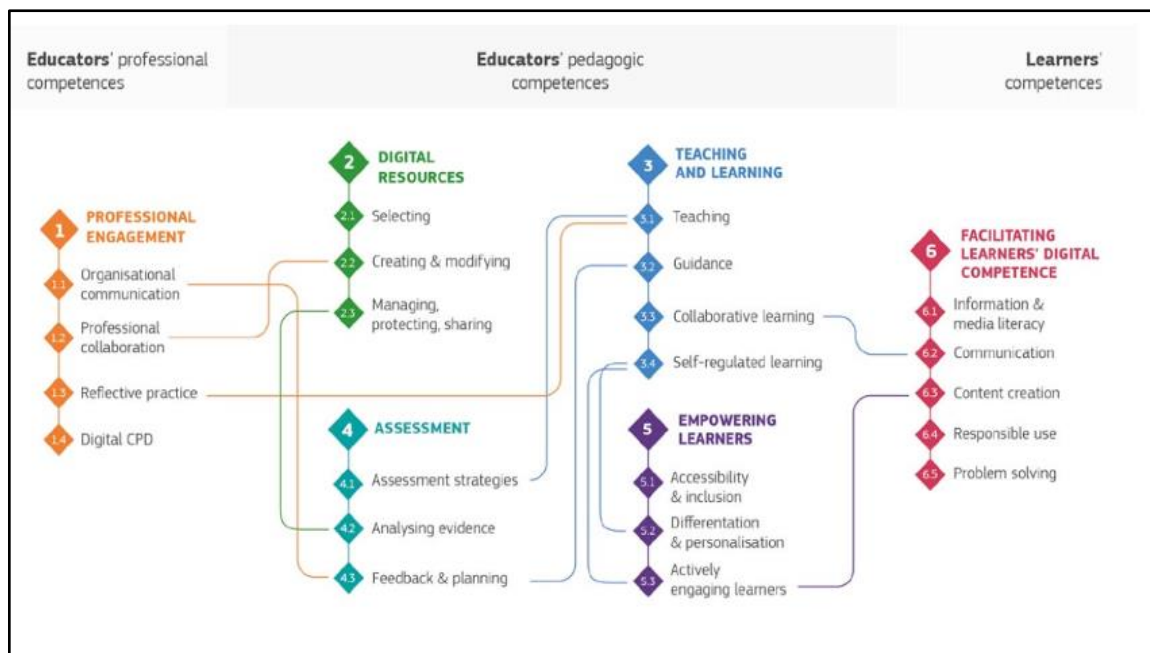 Educators' professional
competences
Educators' pedagogic
competences
Learners'
competences
1
PROFESSIONAL
ENGAGEMENT
1.1
Organisational
communication
1.2
Professional
collaboration
1.3
Reflective practice
1.4
Digital CPD
2
DIGITAL
RESOURCES
2.1
Selecting
2.2
Creating & modifying
2.3
Managing,
protecting, sharing
3
TEACHING
AND LEARNING
3.1
Teaching
3.2
Guidance
3.3
Collaborative learning
3.4
Self-regulated learning
4
ASSESSMENT
4.1
Assessment strategies
4.2
Analysing evidence
4.3
Feedback & planning
5
EMPOWERING
LEARNERS
5.1
Accessibility
& inclusion
5.2
Differentation
& personalisation
5.3
Actively
engaging learners
6
FACILITATING
LEARNERS' DIGITAL
COMPETENCE
6.1
Information &
media literacy
6.2
Communication
6.3
Content creation
6.4
Responsible use
6.5
Problem solving